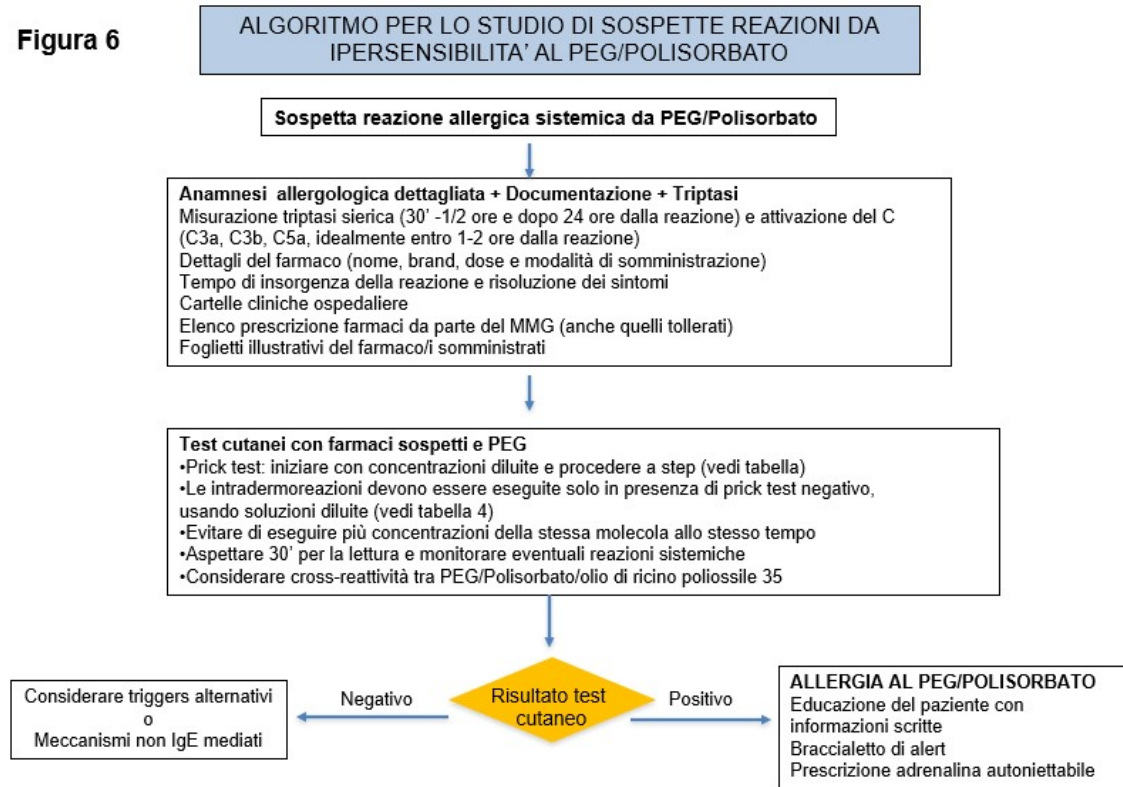 Figura 6
ALGORITMO PER LO STUDIO DI SOSPETTE REAZIONI DA
IPERSENSIBILITA' AL PEG/POLISORBATO
Sospetta reazione allergica sistemica da PEG/Polisorbato
Anamnesi allergologica dettagliata + Documentazione + Triptasi
Misurazione triptasi sierica (30' -1/2 ore e dopo 24 ore dalla reazione) e attivazione del C
(C3a, C3b, C5a, idealmente entro 1-2 ore dalla reazione)
Dettagli del farmaco (nome, brand, dose e modalità di somministrazione)
Tempo di insorgenza della reazione e risoluzione dei sintomi
Cartelle cliniche ospedaliere
Elenco prescrizione farmaci da parte del MMG (anche quelli tollerati)
Foglietti illustrativi del farmaco/i somministrati
Test cutanei con farmaci sospetti e PEG
•Prick test: iniziare con concentrazioni diluite e procedere a step (vedi tabella)
•Le intradermoreazioni devono essere eseguite solo in presenza di prick test negativo,
usando soluzioni diluite (vedi tabella 4)
•Evitare di eseguire più concentrazioni della stessa molecola allo stesso tempo
•Aspettare 30' per la lettura e monitorare eventuali reazioni sistemiche
•Considerare cross-reattività tra PEG/Polisorbato/olio di ricino poliossile 35
Considerare triggers alternativi
o
Meccanismi non IgE mediati
Negativo
Risultato test
cutaneo
Positivo
ALLERGIA AL PEG/POLISORBATO
Educazione del paziente con
informazioni scritte
Braccialetto di alert
Prescrizione adrenalina autoniettabile